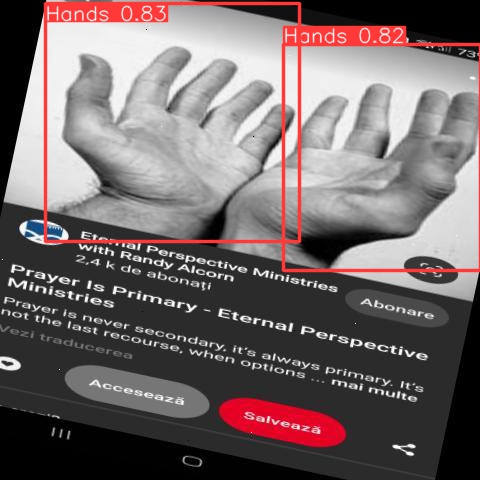 Hands 0.83
Hands 0.82
73%
Eternal Perspective Ministries
with Randy Alcorn
2,4 k de abonați
Abonare
Prayer Is Primary - Eternal Perspective
Ministries
Prayer is never secondary, it's always primary. It's
not the last recourse, when options ... mai multe
Vezi traducerea
Accesează
Salvează